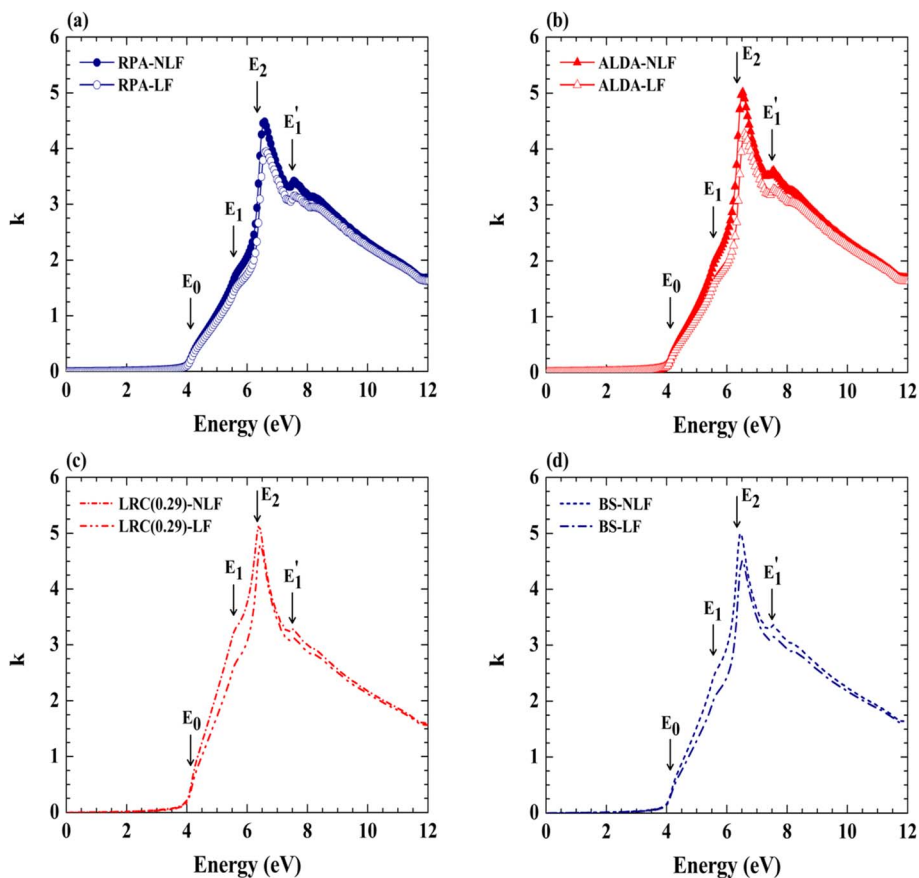 (a)
RPA-NLF
RPA-LF
E2
E1'
E1
E0
k
6
5
4
3
2
1
0
0 2 4 6 8 10 12
Energy (eV)
(b)
ALDA-NLF
ALDA-LF
E2
E1'
E1
E0
k
6
5
4
3
2
1
0
0 2 4 6 8 10 12
Energy (eV)
(c)
LRC(0.29)-NLF
LRC(0.29)-LF
E2
E1
E1'
E0
k
6
5
4
3
2
1
0
0 2 4 6 8 10 12
Energy (eV)
(d)
BS-NLF
BS-LF
E2
E1'
E1
E0
k
6
5
4
3
2
1
0
0 2 4 6 8 10 12
Energy (eV)